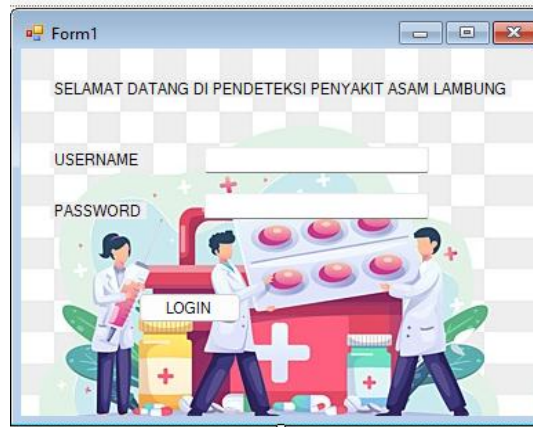 Form1
SELAMAT DATANG DI PENDETEKSI PENYAKIT ASAM LAMBUNG
USERNAME
PASSWORD
LOGIN